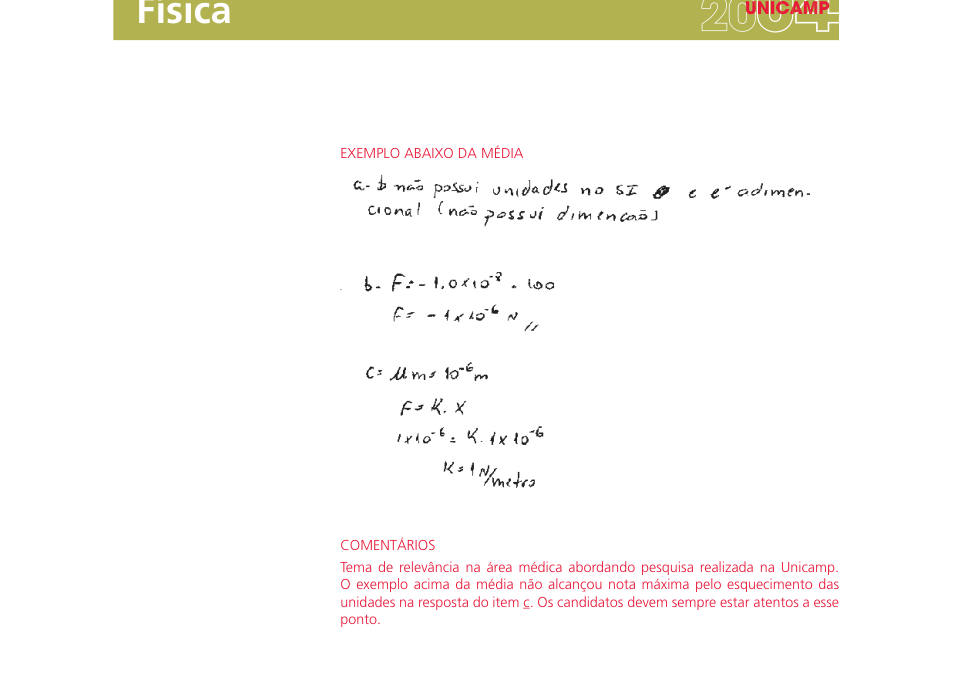 Física
2004
UNICAMP
EXEMPLO ABAIXO DA MÉDIA
a- b não possui unidades no SI e e' adimen-
cional (não possui dimencão)
b- F= - 1,0x10⁻⁸ . 100
F= - 1x10⁻⁶ N //
C= μm = 10⁻⁶m
F = K. X
1x10⁻⁶ = K. 1x10⁻⁶
K = 1 N/metro
COMENTÁRIOS
Tema de relevância na área médica abordando pesquisa realizada na Unicamp.
O exemplo acima da média não alcançou nota máxima pelo esquecimento das
unidades na resposta do item c. Os candidatos devem sempre estar atentos a esse
ponto.